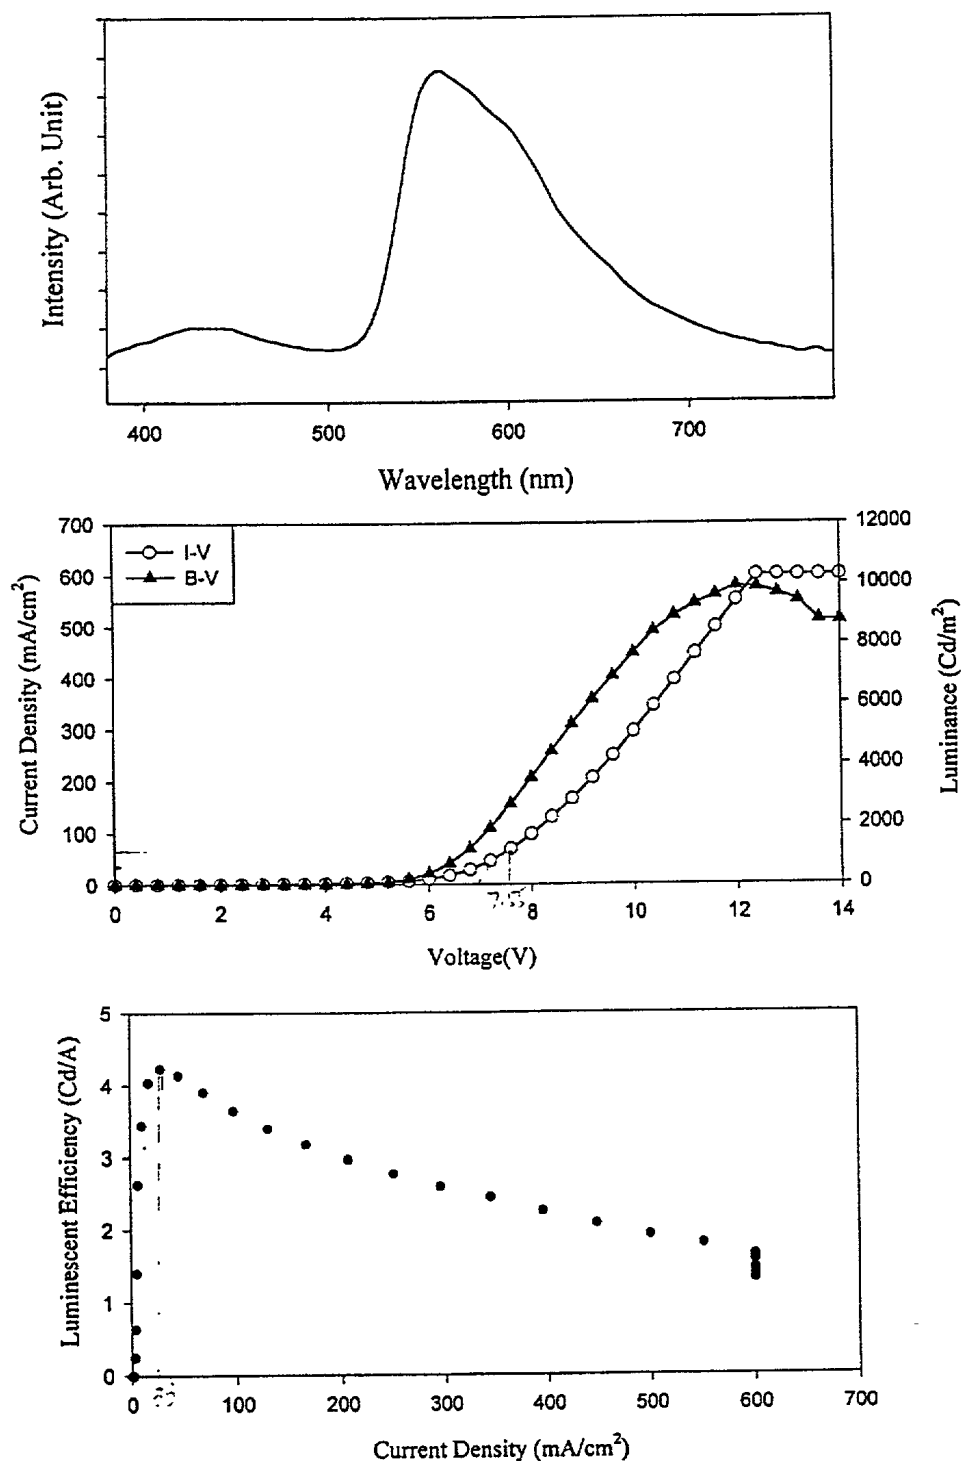 Intensity (Arb. Unit)
400 500 600 700
Wavelength (nm)
700 600 500 400 300 200 100 0
Current Density (mA/cm²)
I-V
B-V
12000 10000 8000 6000 4000 2000 0
Luminance (Cd/m²)
0 2 4 6 8 10 12 14
Voltage(V)
5 4 3 2 1 0
Luminescent Efficiency (Cd/A)
0 100 200 300 400 500 600 700
Current Density (mA/cm²)